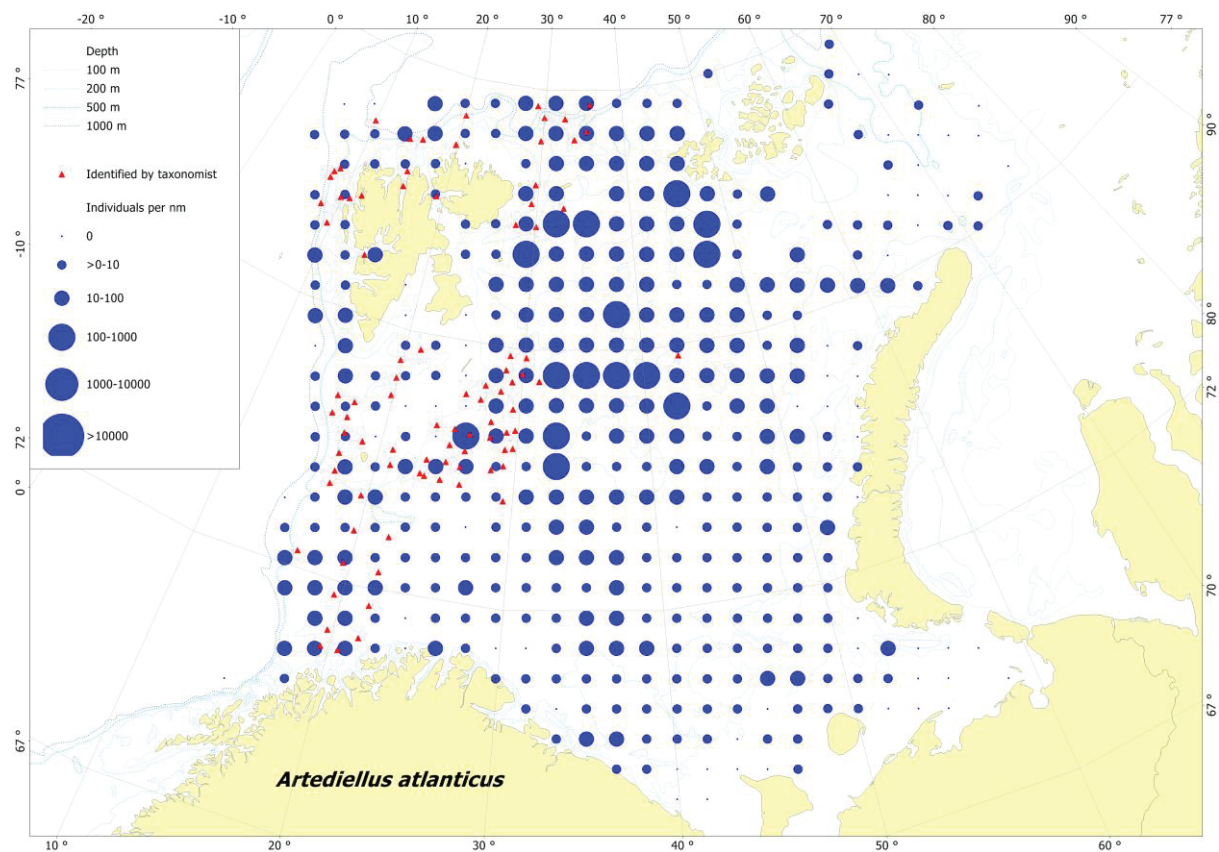 -20 ° -10 ° 0 ° 10 ° 20 ° 30 ° 40 ° 50 ° 60 ° 70 ° 80 ° 90 ° 77 °
Depth
100 m
200 m
500 m
1000 m
Identified by taxonomist
Individuals per nm
0
>0-10
10-100
100-1000
1000-10000
>10000
77 °
-10 °
72 °
0 °
67 °
90 °
80 °
72 °
70 °
67 °
Artediellus atlanticus
10 ° 20 ° 30 ° 40 ° 50 ° 60 °